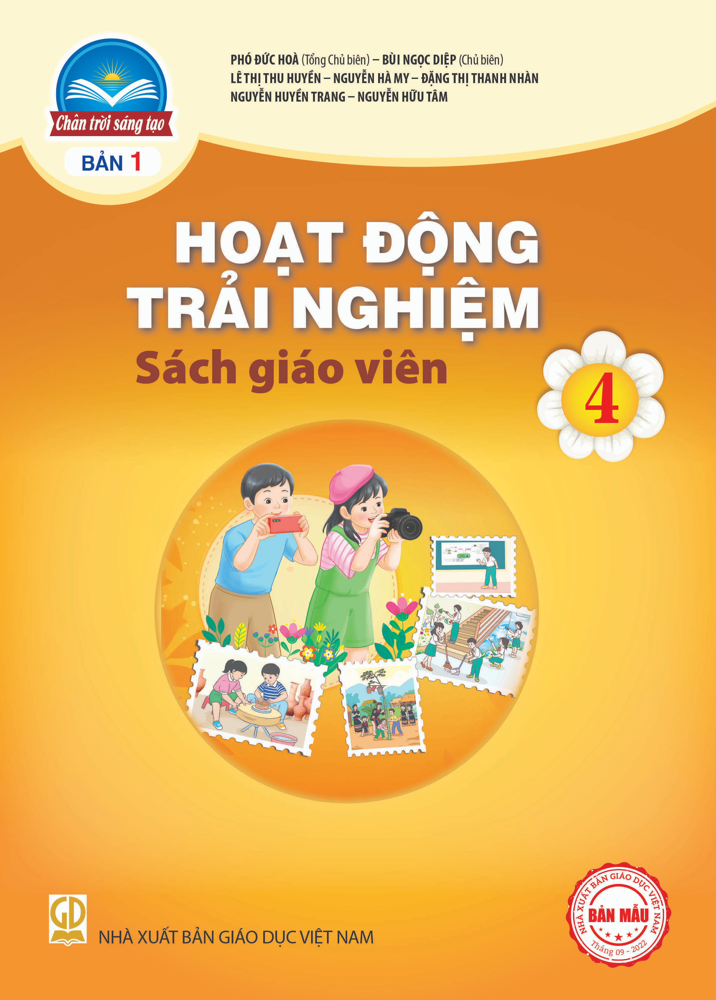 PHÓ ĐỨC HOÀ (Tổng Chủ biên) – BÙI NGỌC DIỆP (Chủ biên)
LÊ THỊ THU HUYỀN – NGUYỄN HÀ MY – ĐẶNG THỊ THANH NHÀN
NGUYỄN HUYỀN TRANG – NGUYỄN HỮU TÂM
Chân trời sáng tạo
BẢN 1
HOẠT ĐỘNG
TRẢI NGHIỆM
Sách giáo viên
4
GD
NHÀ XUẤT BẢN GIÁO DỤC VIỆT NAM
NHÀ XUẤT BẢN GIÁO DỤC VIỆT NAM
BẢN MẪU
Tháng 09 - 2022